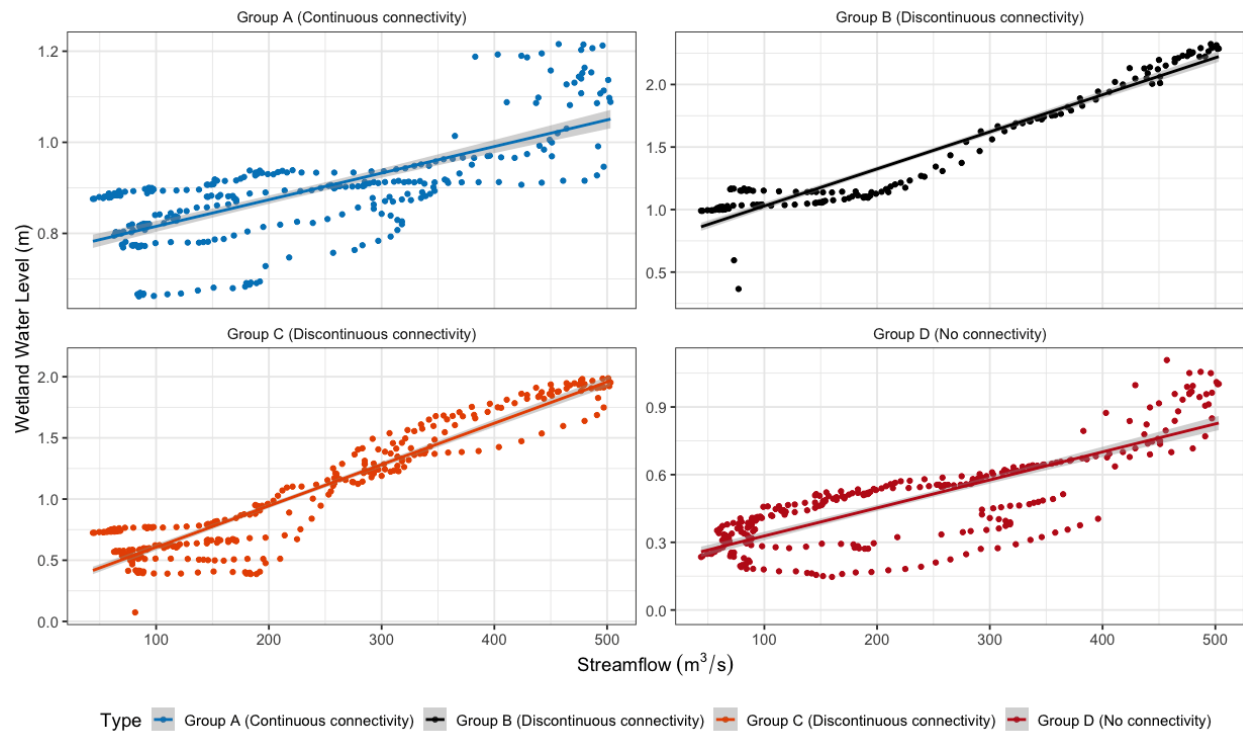 Group A (Continuous connectivity)
Group B (Discontinuous connectivity)
1.2
1.0
0.8
2.0
1.5
1.0
0.5
Wetland Water Level (m)
Group C (Discontinuous connectivity)
Group D (No connectivity)
2.0
1.5
1.0
0.5
0.0
0.9
0.6
0.3
0.0
100 200 300 400 500
100 200 300 400 500
Streamflow (m³/s)
Type Group A (Continuous connectivity) Group B (Discontinuous connectivity) Group C (Discontinuous connectivity) Group D (No connectivity)